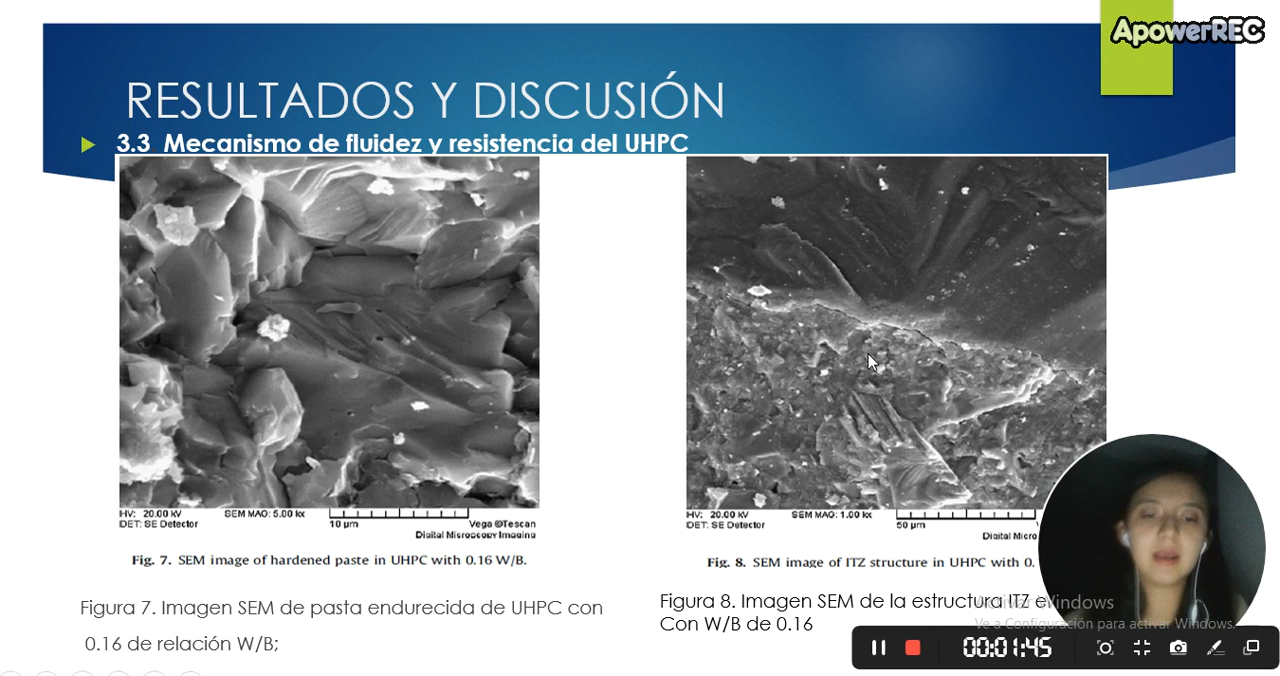 ApowerREC
RESULTADOS Y DISCUSIÓN
3.3 Mecanismo de fluidez y resistencia del UHPC
HV: 20.00 kV SEM MAG: 5.00 kx
DET: SE Detector 10 µm Vega ©Tescan
Digital Microscopy Imaging
HV: 20.00 kV SEM MAG: 1.00 kx
DET: SE Detector 50 µm
Digital Micro
Fig. 7. SEM image of hardened paste in UHPC with 0.16 W/B.
Fig. 8. SEM image of ITZ structure in UHPC with 0.
Figura 7. Imagen SEM de pasta endurecida de UHPC con
0.16 de relación W/B;
Figura 8. Imagen SEM de la estructura ITZ
Con W/B de 0.16
Activar Windows
Ve a Configuración para activar Windows.
00:01:45